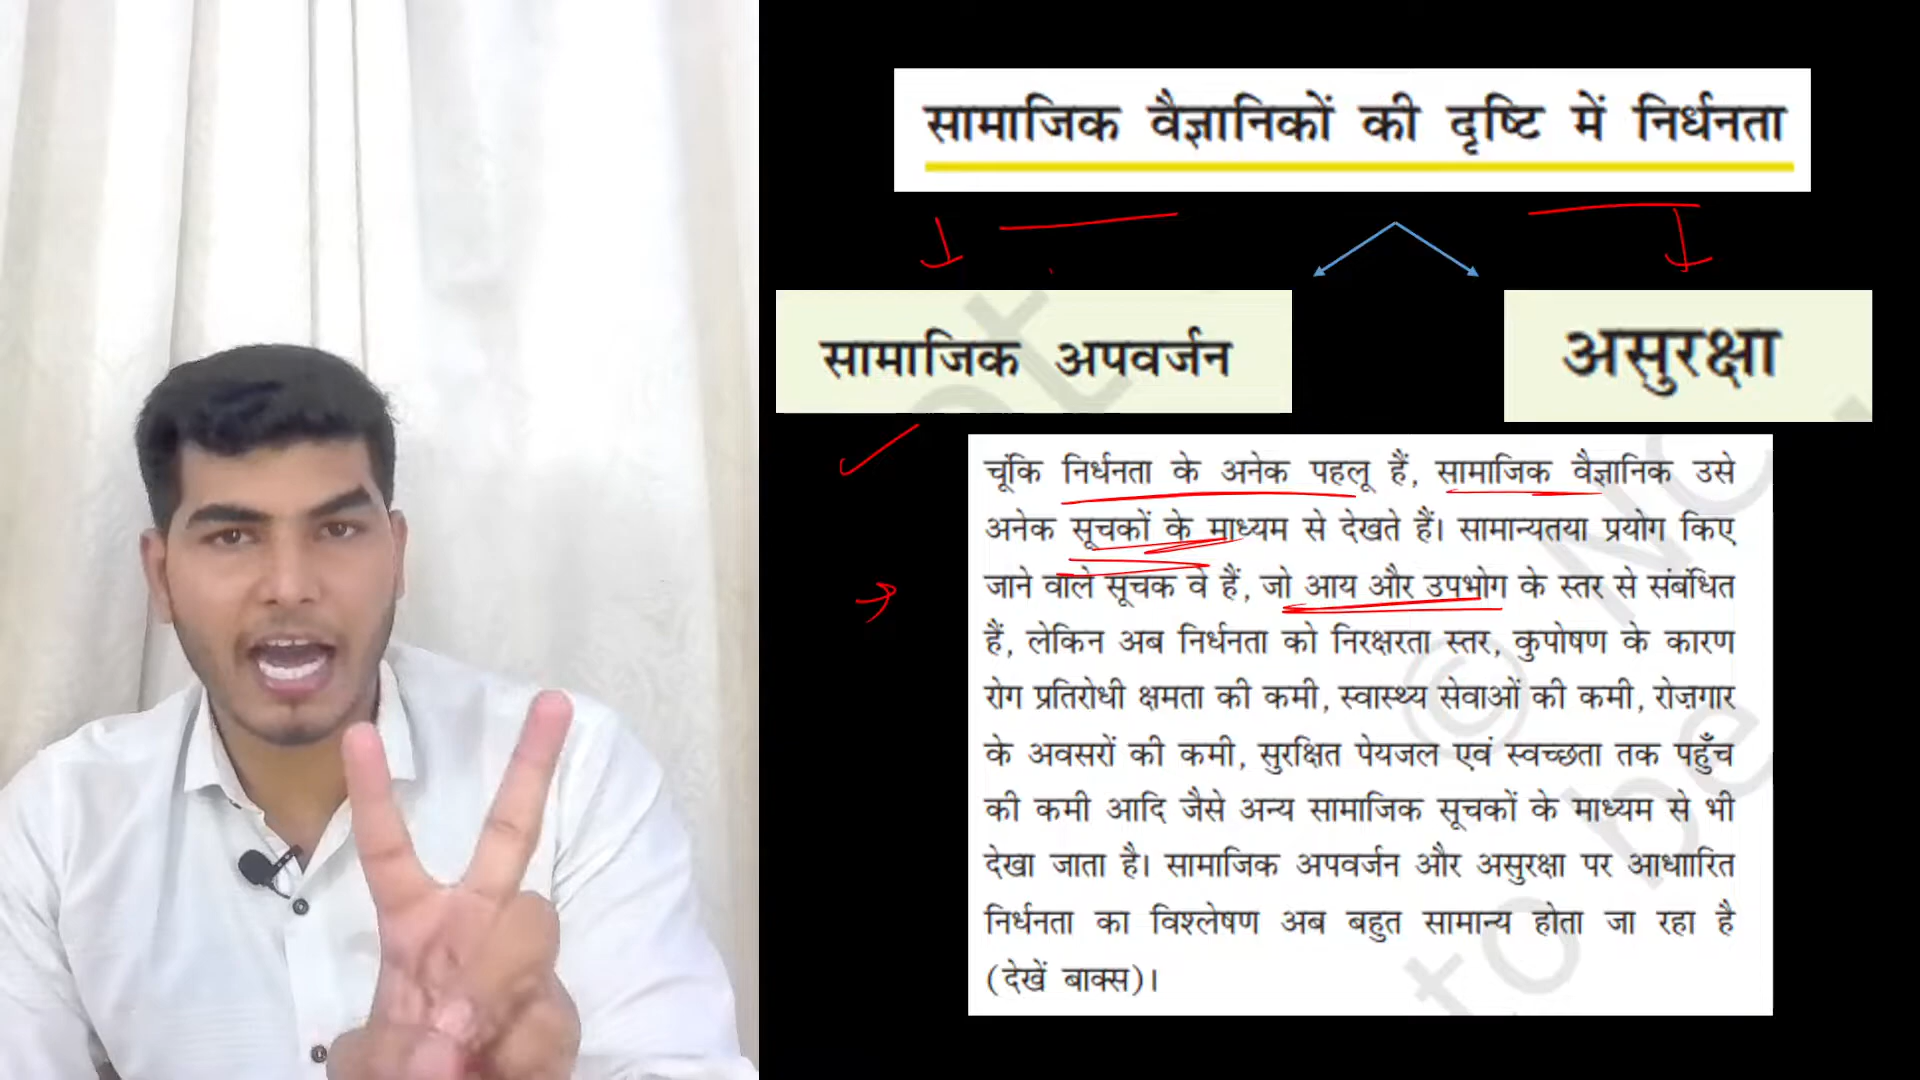 सामाजिक वैज्ञानिकों की दृष्टि में निर्धनता
सामाजिक अपवर्जन
असुरक्षा
चूंकि निर्धनता के अनेक पहलू हैं, सामाजिक वैज्ञानिक उसे
अनेक सूचकों के माध्यम से देखते हैं। सामान्यतया प्रयोग किए
जाने वाले सूचक वे हैं, जो आय और उपभोग के स्तर से संबंधित
हैं, लेकिन अब निर्धनता को निरक्षरता स्तर, कुपोषण के कारण
रोग प्रतिरोधी क्षमता की कमी, स्वास्थ्य सेवाओं की कमी, रोज़गार
के अवसरों की कमी, सुरक्षित पेयजल एवं स्वच्छता तक पहुँच
की कमी आदि जैसे अन्य सामाजिक सूचकों के माध्यम से भी
देखा जाता है। सामाजिक अपवर्जन और असुरक्षा पर आधाारित
निर्धनता का विश्लेषण अब बहुत सामान्य होता जा रहा है
(देखें बाक्स)।